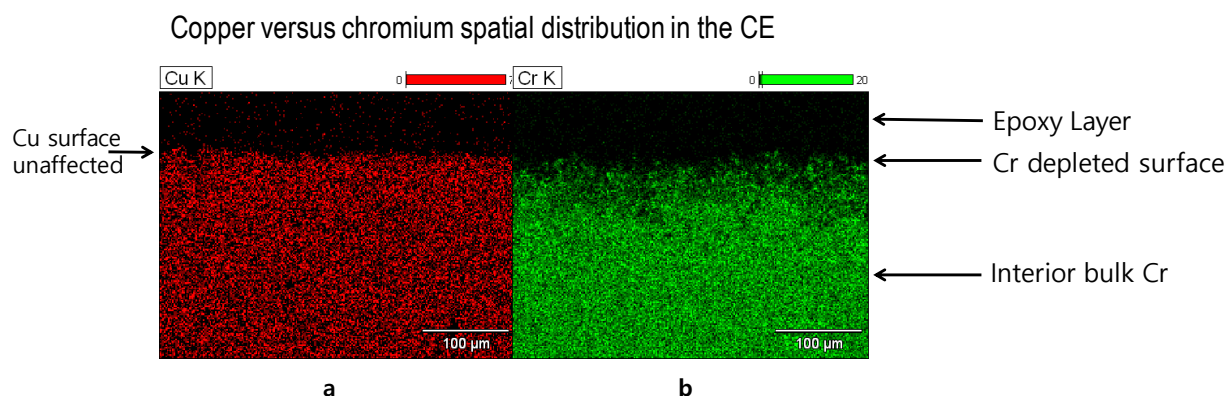 Copper versus chromium spatial distribution in the CE
Cu K
0
7
Cr K
0
20
Cu surface
unaffected
Epoxy Layer
Cr depleted surface
Interior bulk Cr
100 µm
100 µm
a
b